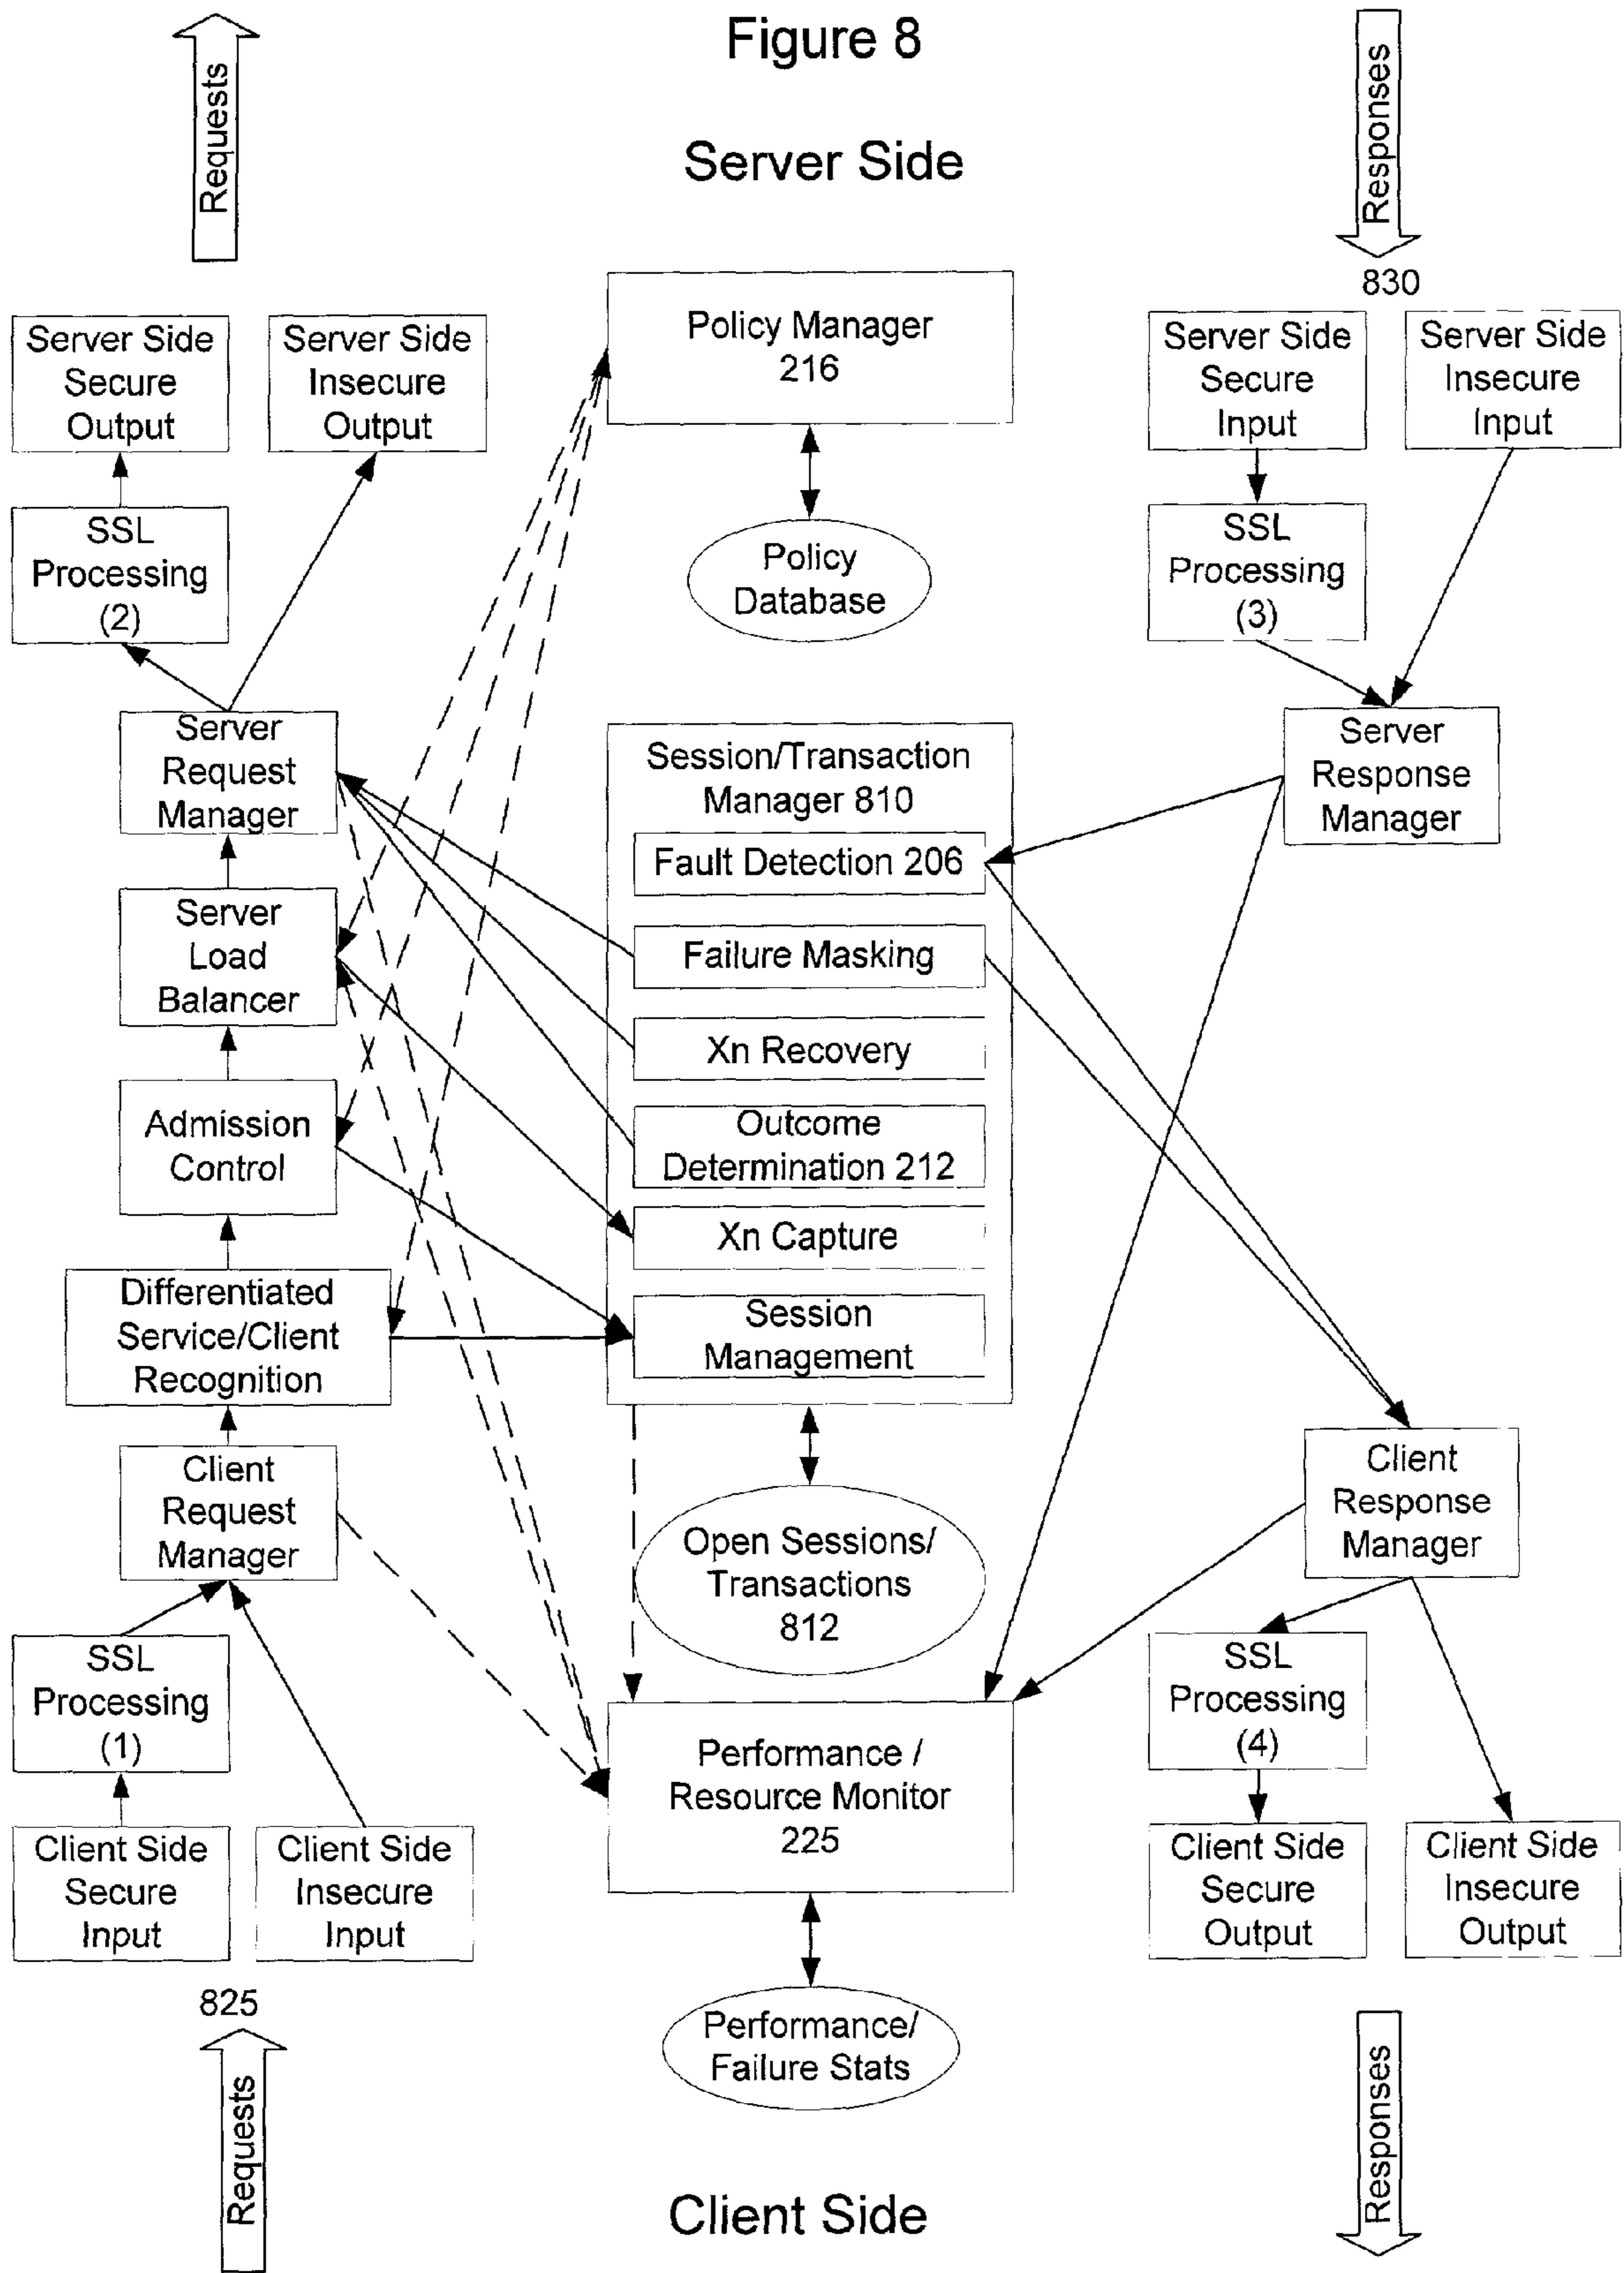 Figure 8
Server Side
Requests
Responses
830
Server Side
Secure
Output
Server Side
Insecure
Output
Policy Manager
216
Server Side
Secure
Input
Server Side
Insecure
Input
SSL
Processing
(2)
Policy
Database
SSL
Processing
(3)
Server
Request
Manager
Session/Transaction
Manager 810
Server
Response
Manager
Fault Detection 206
Server
Load
Balancer
Failure Masking
Xn Recovery
Admission
Control
Outcome
Determination 212
Xn Capture
Differentiated
Service/Client
Recognition
Session
Management
Client
Request
Manager
Open Sessions/
Transactions
812
Client
Response
Manager
SSL
Processing
(1)
SSL
Processing
(4)
Performance /
Resource Monitor
225
Client Side
Secure
Input
Client Side
Insecure
Input
Client Side
Secure
Output
Client Side
Insecure
Output
825
Performance/
Failure Stats
Requests
Responses
Client Side